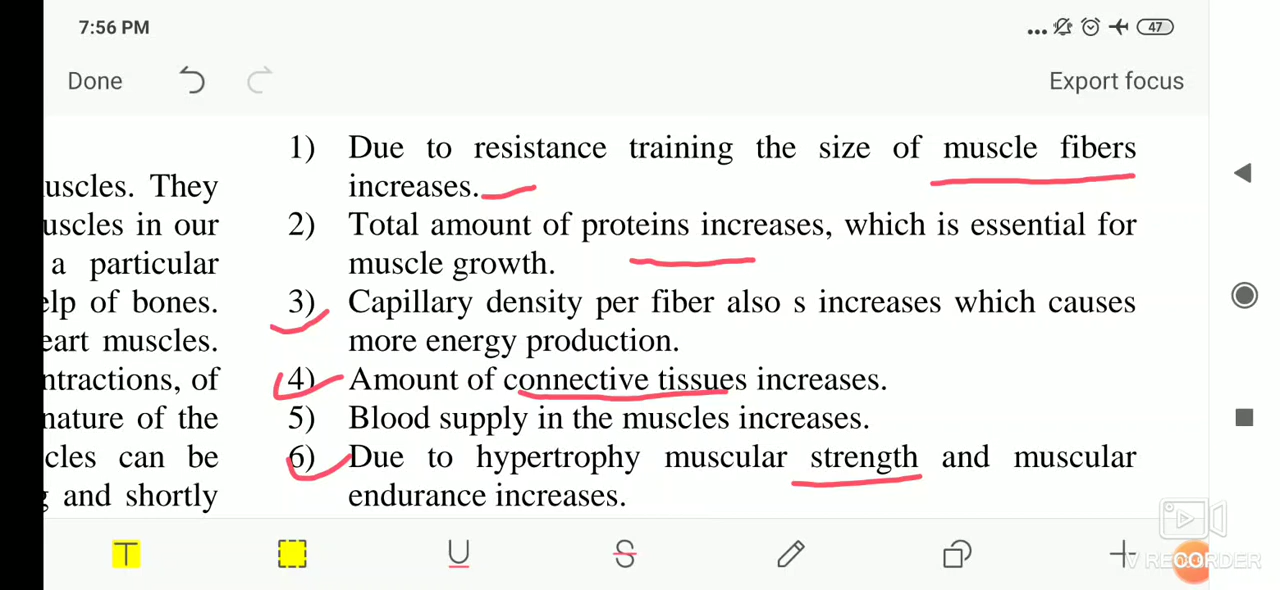 7:56 PM
47
Done
Export focus
uscles. They
uscles in our
a particular
elp of bones.
eart muscles.
ntractions, of
nature of the
cles can be
and shortly
1) Due to resistance training the size of muscle fibers
increases.
2) Total amount of proteins increases, which is essential for
muscle growth.
3) Capillary density per fiber also s increases which causes
more energy production.
4) Amount of connective tissues increases.
5) Blood supply in the muscles increases.
6) Due to hypertrophy muscular strength and muscular
endurance increases.
T
U
S
V RECORDER